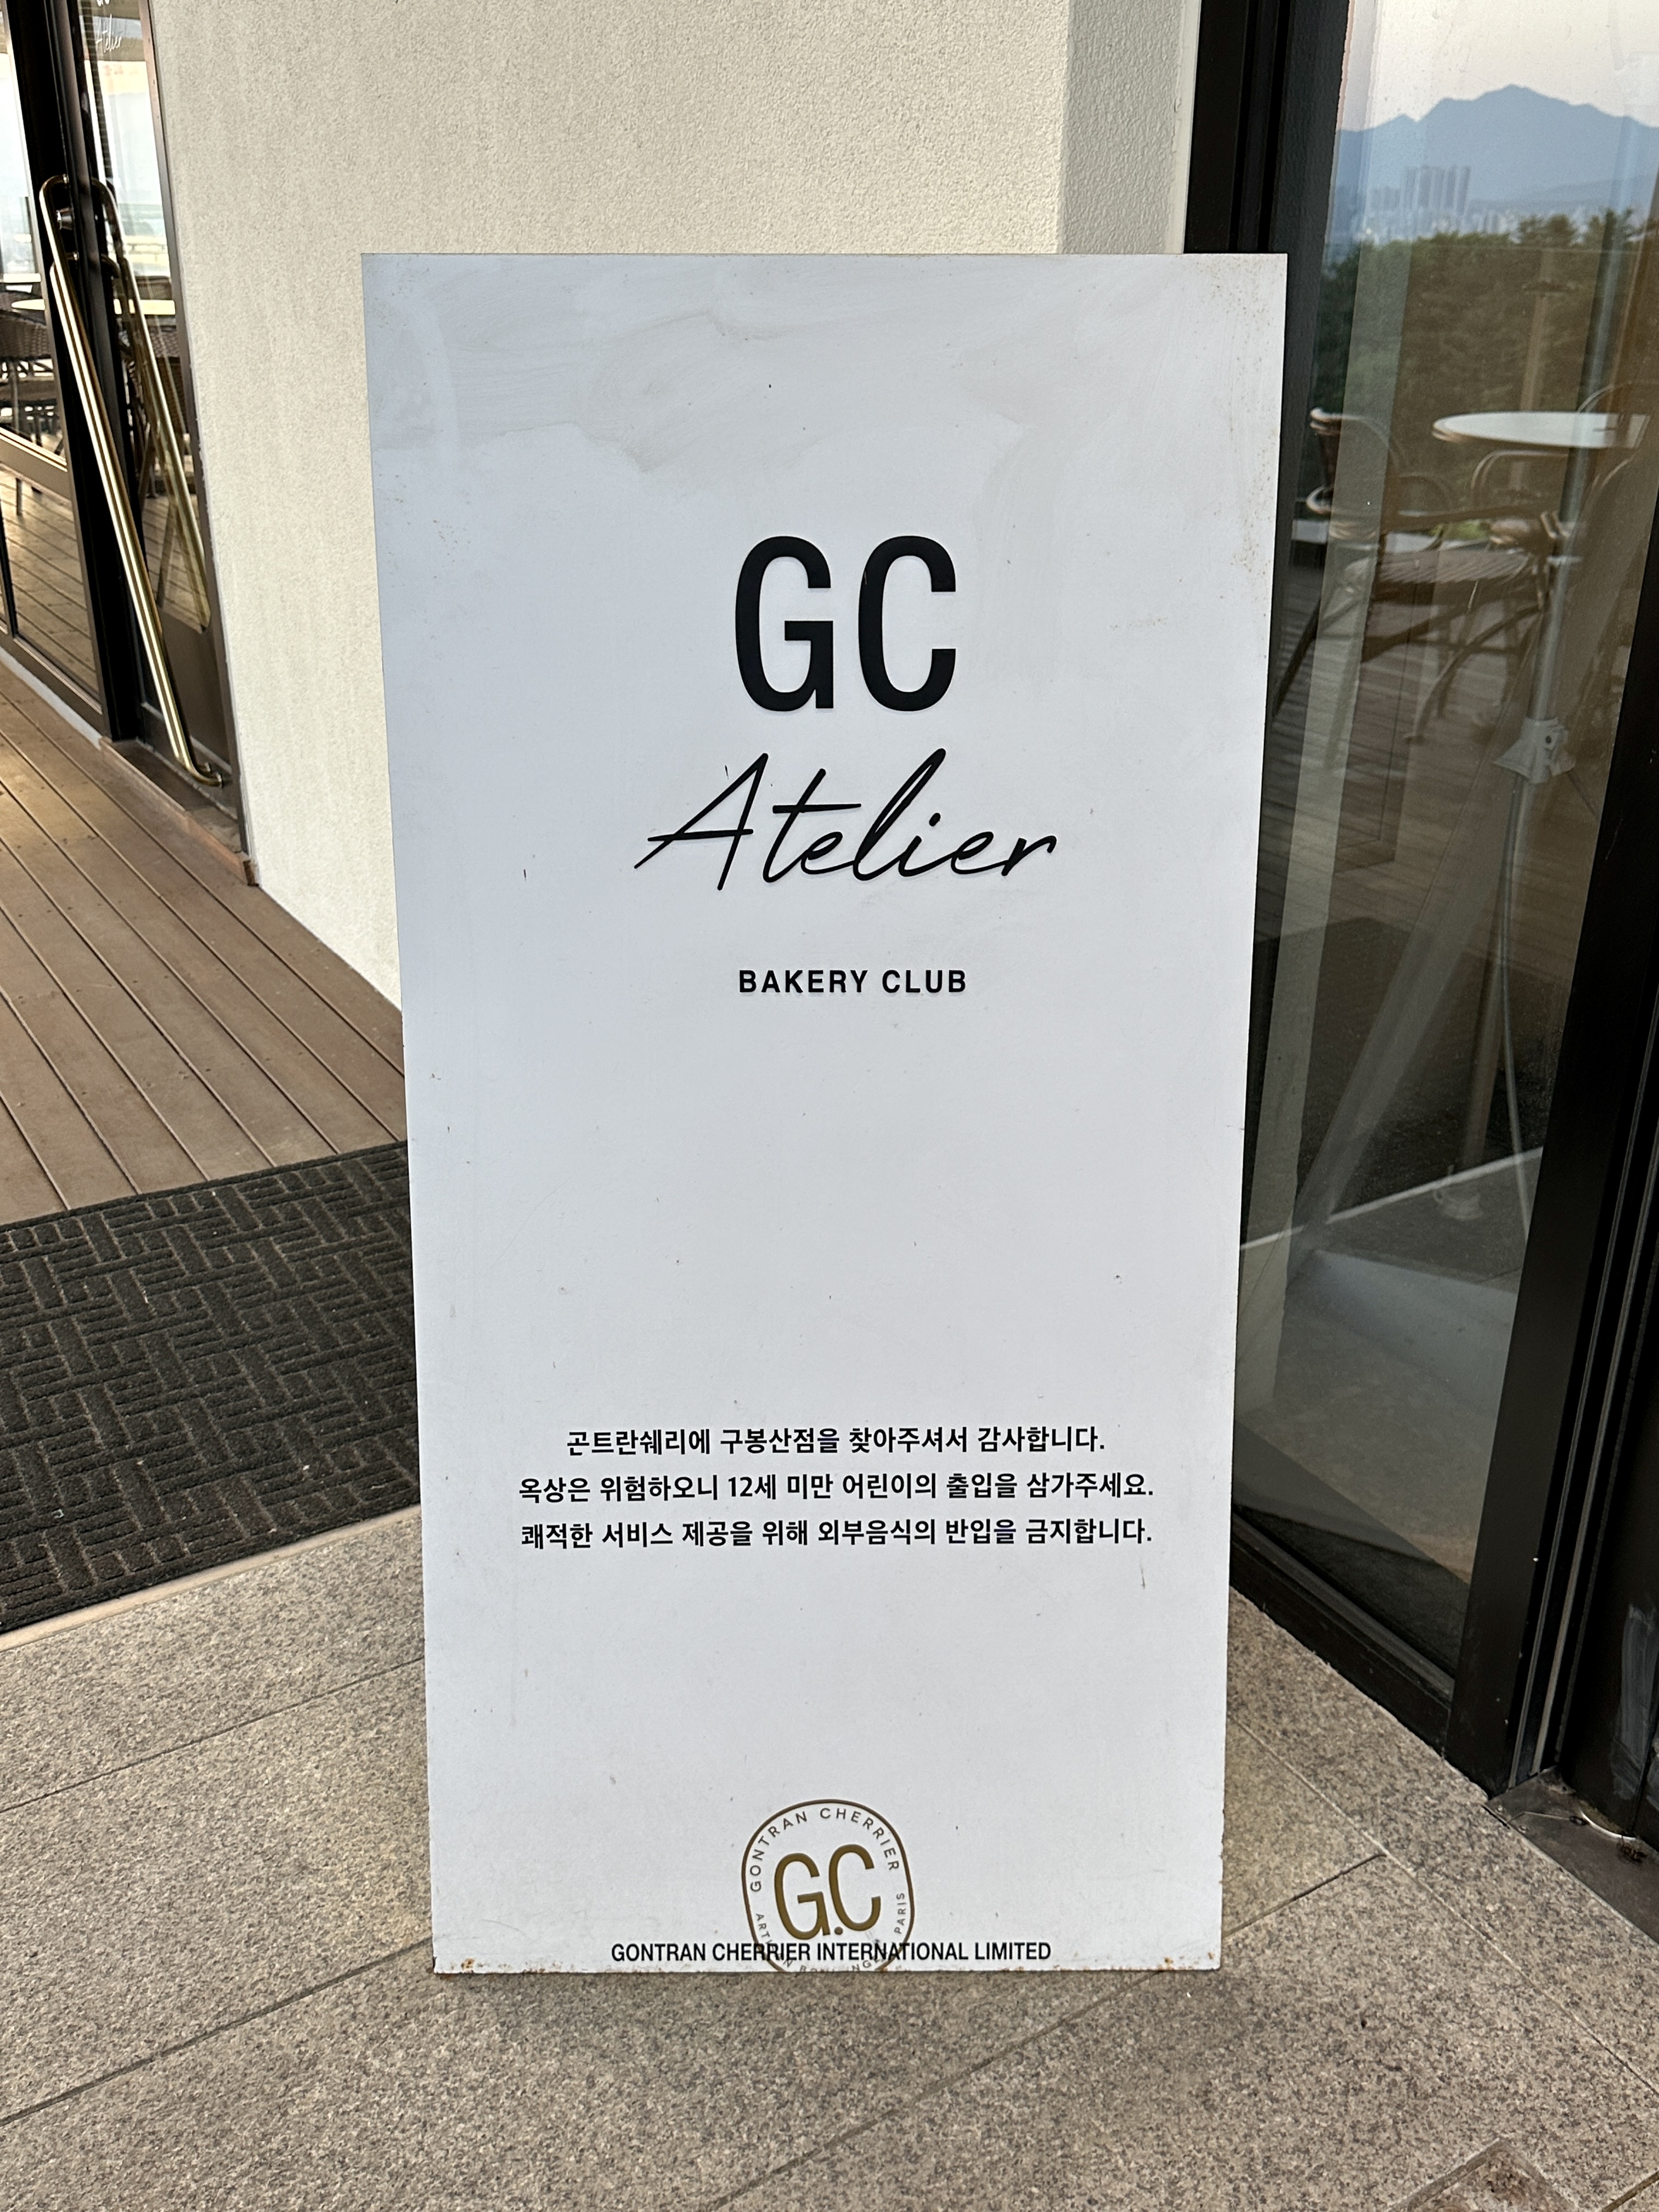 GC
Atelier
BAKERY CLUB
곤트란쉐리에 구봉산점을 찾아주셔서 감사합니다.
옥상은 위험하오니 12세 미만 어린이의 출입을 삼가주세요.
쾌적한 서비스 제공을 위해 외부음식의 반입을 금지합니다.
GONTRAN CHERRIER
G.C
PARIS
GONTRAN CHERRIER INTERNATIONAL LIMITED